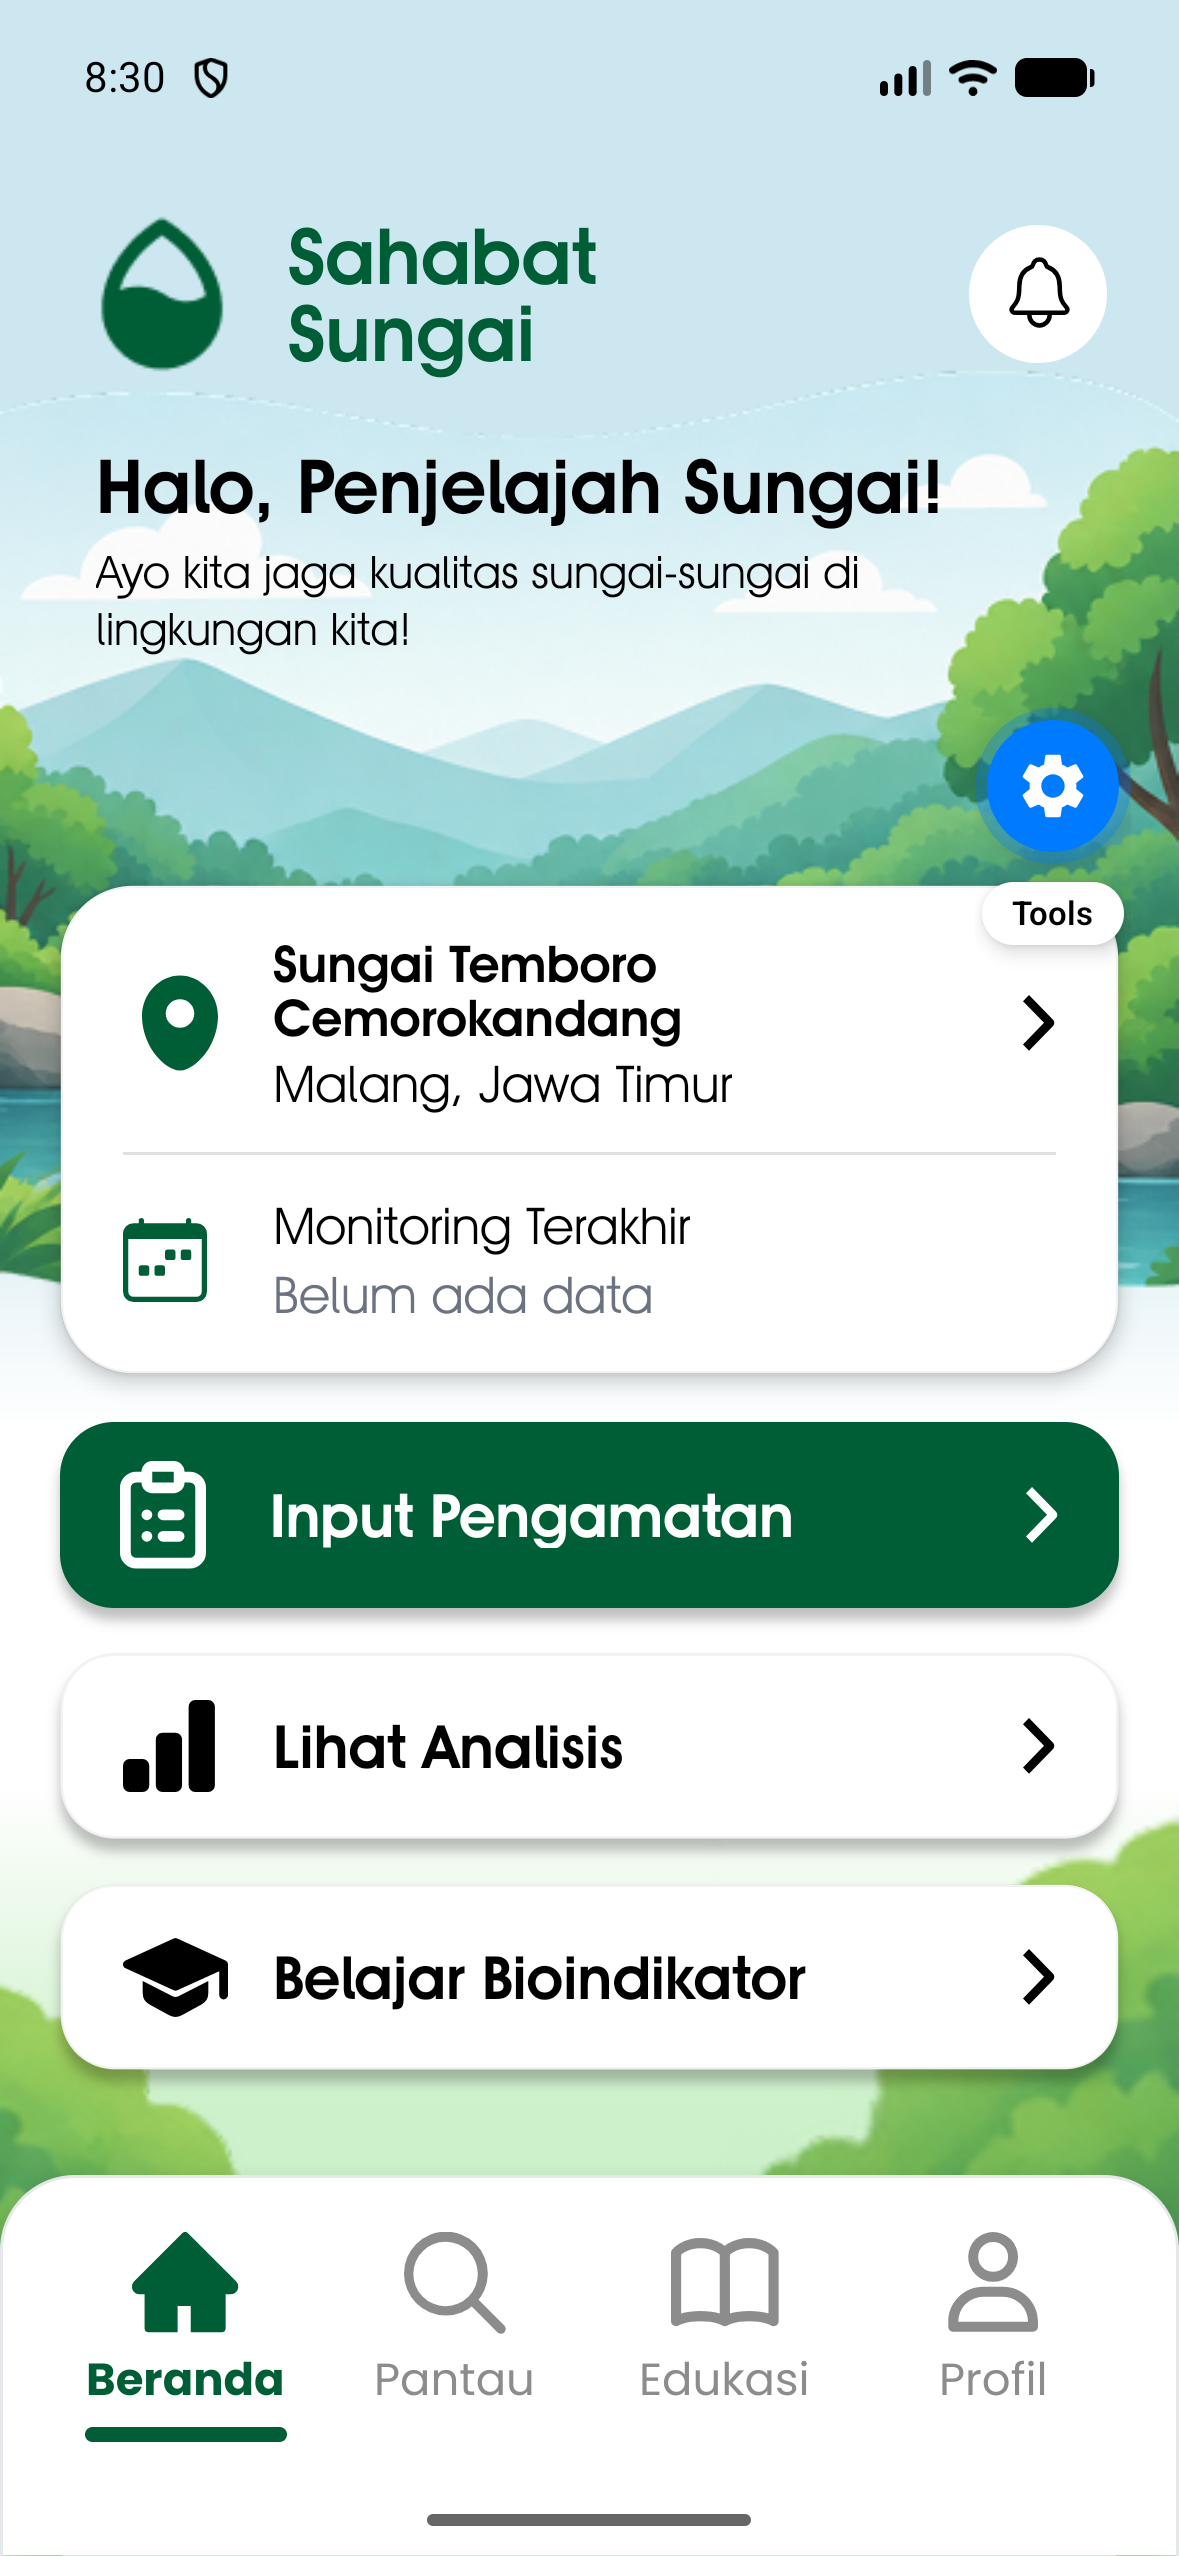 8:30
Sahabat
Sungai
Halo, Penjelajah Sungai!
Ayo kita jaga kualitas sungai-sungai di
lingkungan kita!
Tools
Sungai Temboro
Cemorokandang
Malang, Jawa Timur
Monitoring Terakhir
Belum ada data
Input Pengamatan
Lihat Analisis
Belajar Bioindikator
Beranda
Pantau
Edukasi
Profil